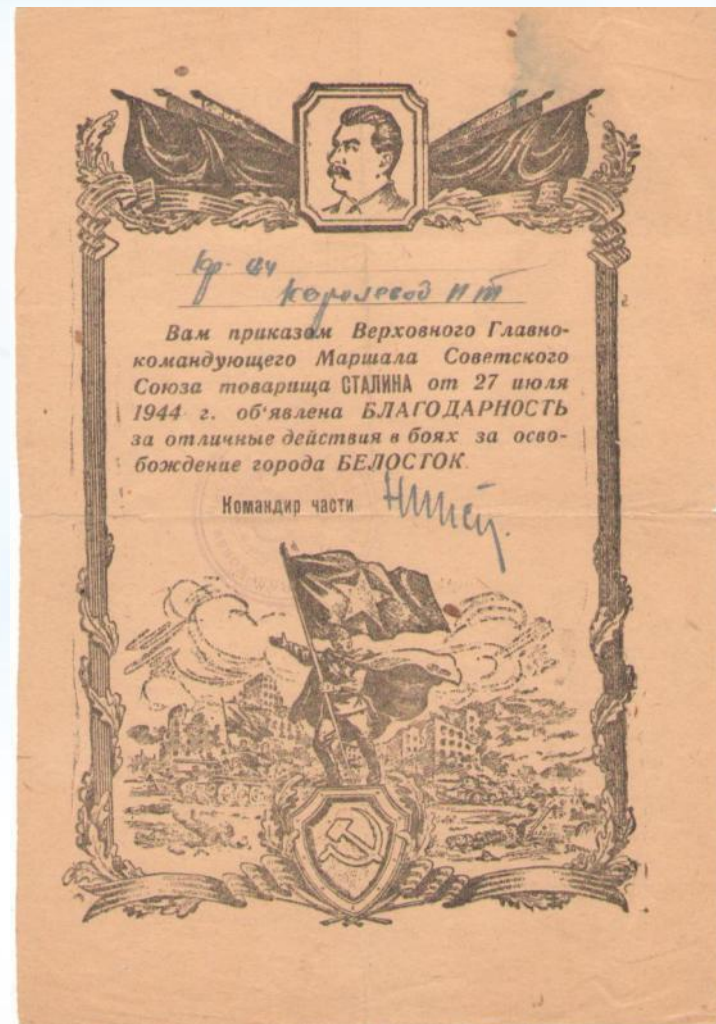 Вам приказом Верховного Главно-
командующего Маршала Советского
Союза товарища СТАЛИНА от 27 июля
1944 г. об'явлена БЛАГОДАРНОСТЬ
за отличные действия в боях за осво-
бождение города БЕЛОСТОК.
Командир части